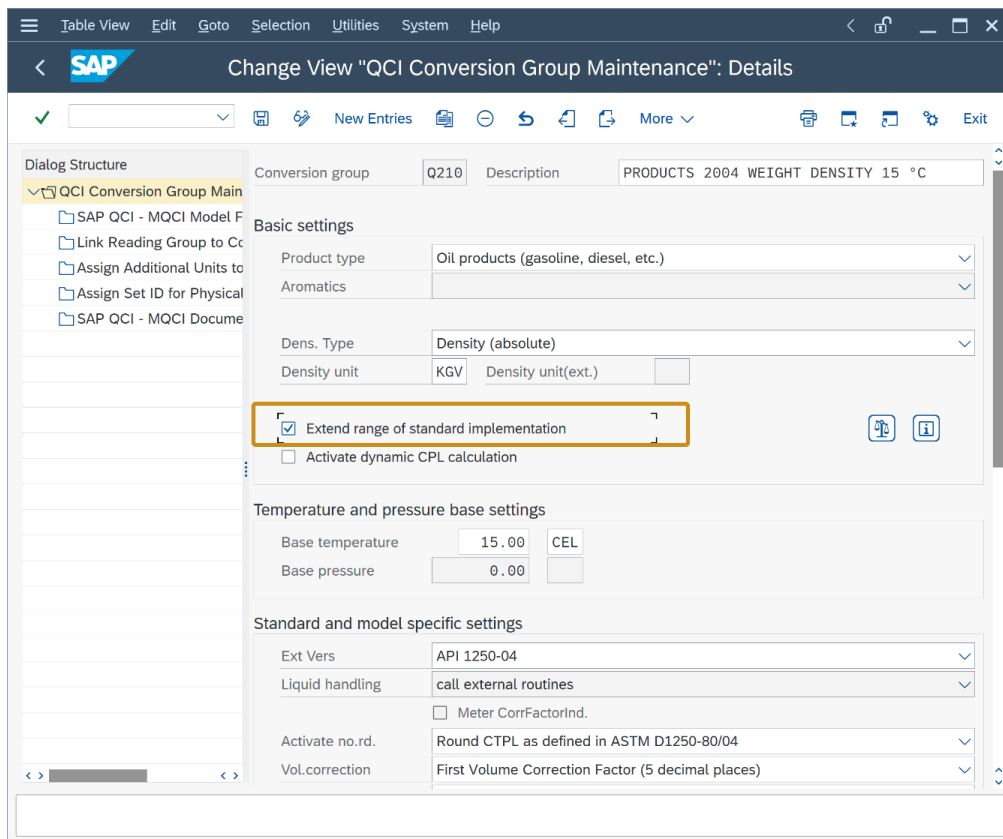 Table View Edit Goto Selection Utilities System Help
SAP Change View "QCI Conversion Group Maintenance": Details
New Entries More Exit
Dialog Structure
QCI Conversion Group Main
SAP QCI - MQCI Model F
Link Reading Group to Co
Assign Additional Units to
Assign Set ID for Physical
SAP QCI - MQCI Docume
Conversion group Q210 Description PRODUCTS 2004 WEIGHT DENSITY 15 °C
Basic settings
Product type Oil products (gasoline, diesel, etc.)
Aromatics
Dens. Type Density (absolute)
Density unit KGV Density unit(ext.)
Extend range of standard implementation
Activate dynamic CPL calculation
Temperature and pressure base settings
Base temperature 15.00 CEL
Base pressure 0.00
Standard and model specific settings
Ext Vers API 1250-04
Liquid handling call external routines
Meter CorrFactorInd.
Activate no.rd. Round CTPL as defined in ASTM D1250-80/04
Vol.correction First Volume Correction Factor (5 decimal places)